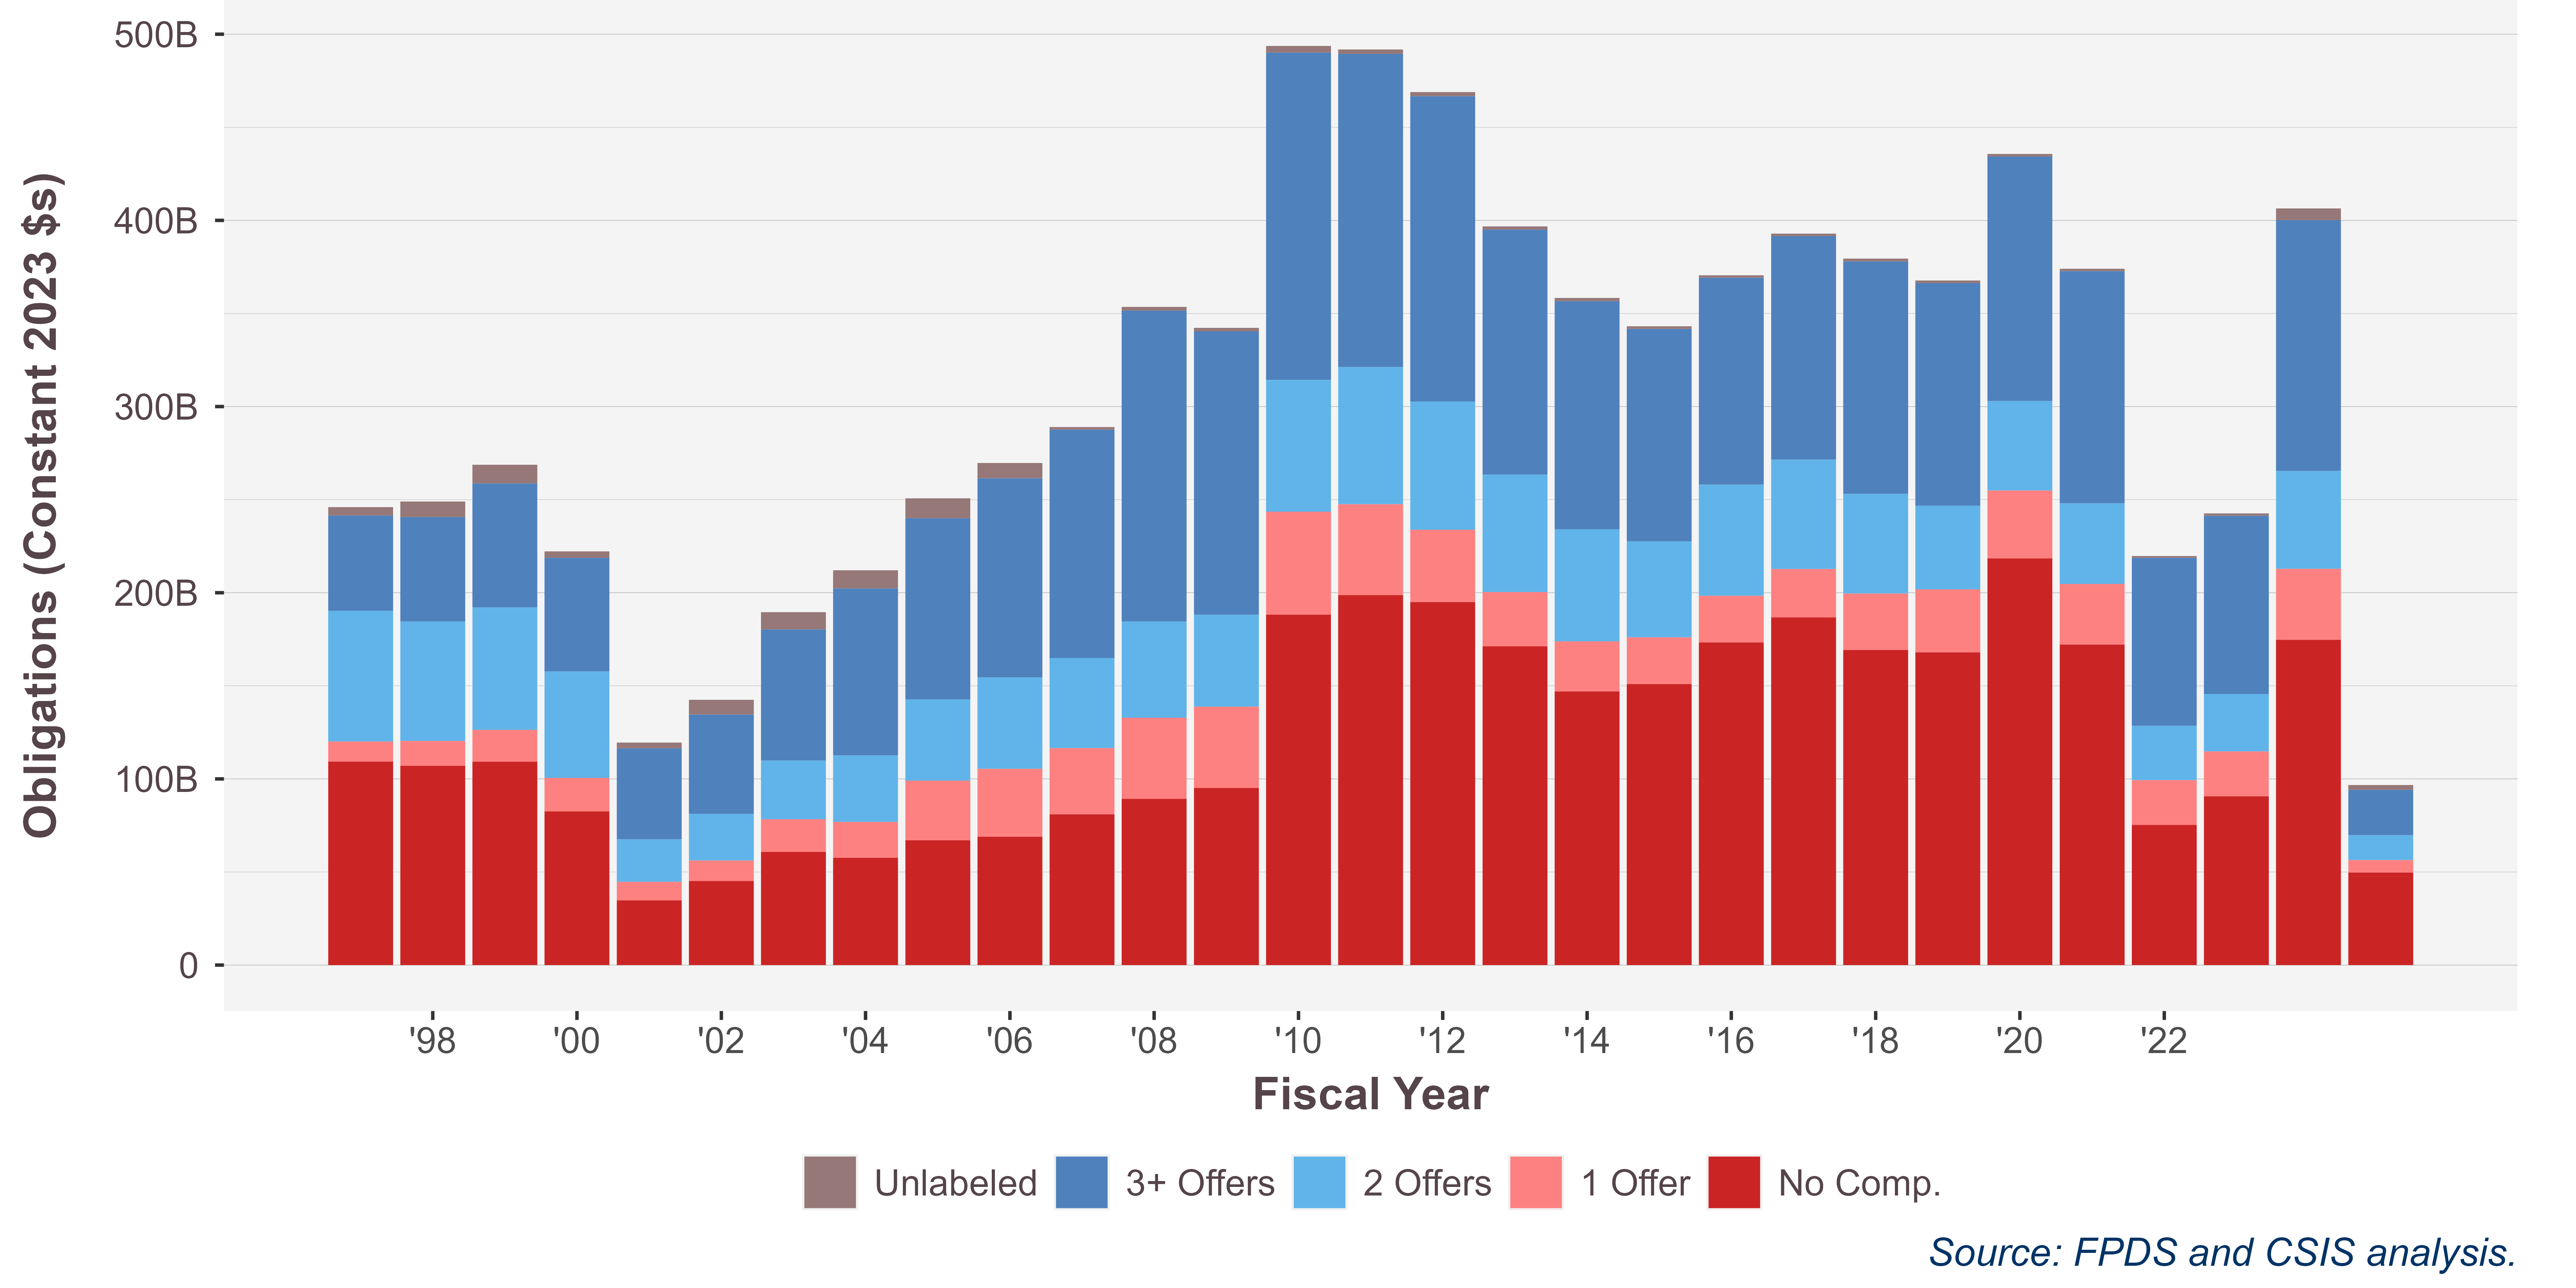 Obligations (Constant 2023 $s)
500B
400B
300B
200B
100B
0
'98 '00 '02 '04 '06 '08 '10 '12 '14 '16 '18 '20 '22
Fiscal Year
Unlabeled 3+ Offers 2 Offers 1 Offer No Comp.
Source: FPDS and CSIS analysis.